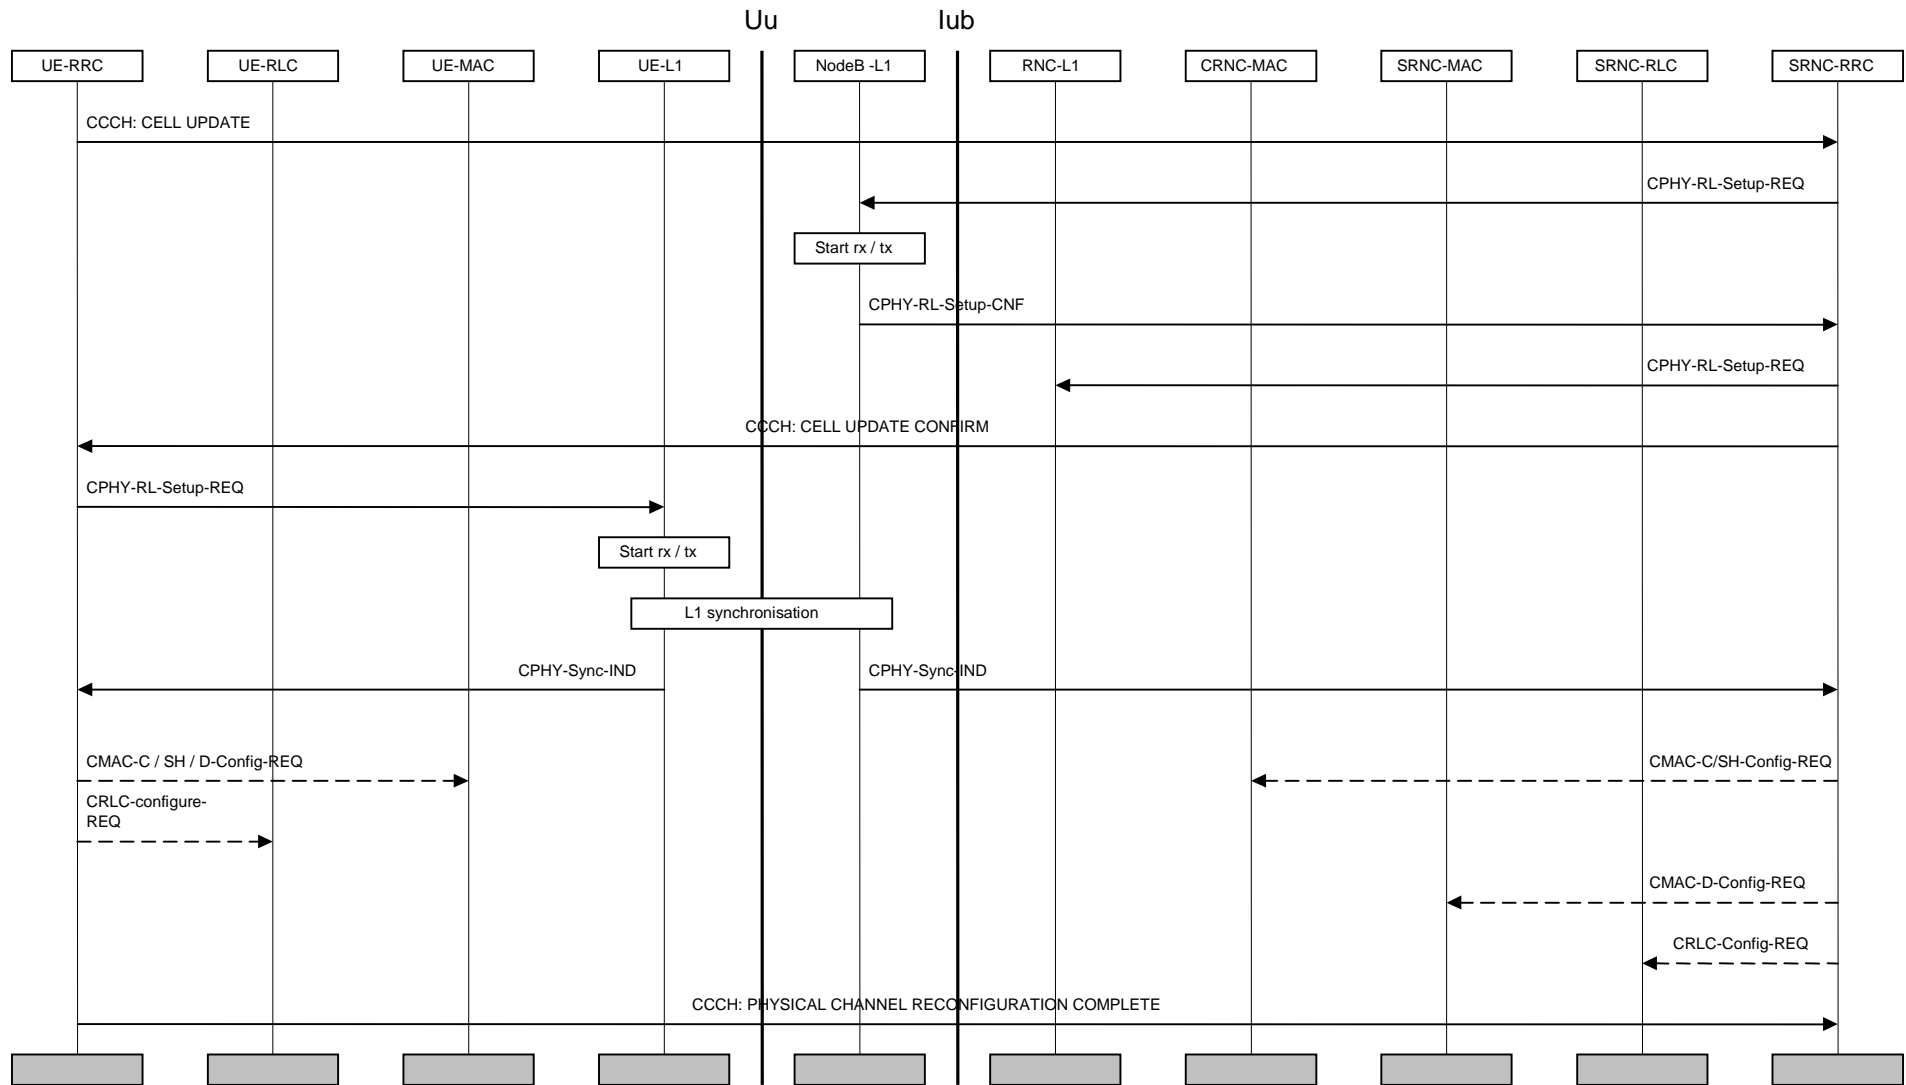 Uu Iub
UE-RRC UE-RLC UE-MAC UE-L1 NodeB -L1 RNC-L1 CRNC-MAC SRNC-MAC SRNC-RLC SRNC-RRC
CCCH: CELL UPDATE
CPHY-RL-Setup-REQ
Start rx / tx
CPHY-RL-Setup-CNF
CPHY-RL-Setup-REQ
CCCH: CELL UPDATE CONFIRM
CPHY-RL-Setup-REQ
Start rx / tx
L1 synchronisation
CPHY-Sync-IND CPHY-Sync-IND
CMAC-C / SH / D-Config-REQ CMAC-C/SH-Config-REQ
CRLC-configure-
REQ
CMAC-D-Config-REQ
CRLC-Config-REQ
CCCH: PHYSICAL CHANNEL RECONFIGURATION COMPLETE